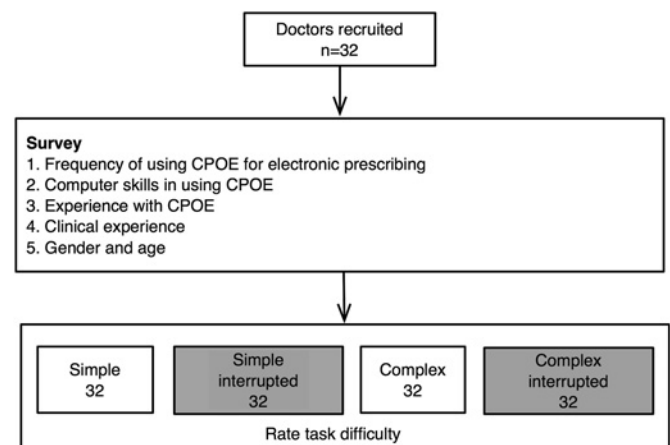 Doctors recruited
n=32
Survey
1. Frequency of using CPOE for electronic prescribing
2. Computer skills in using CPOE
3. Experience with CPOE
4. Clinical experience
5. Gender and age
Simple
32
Simple
interrupted
32
Complex
32
Complex
interrupted
32
Rate task difficulty